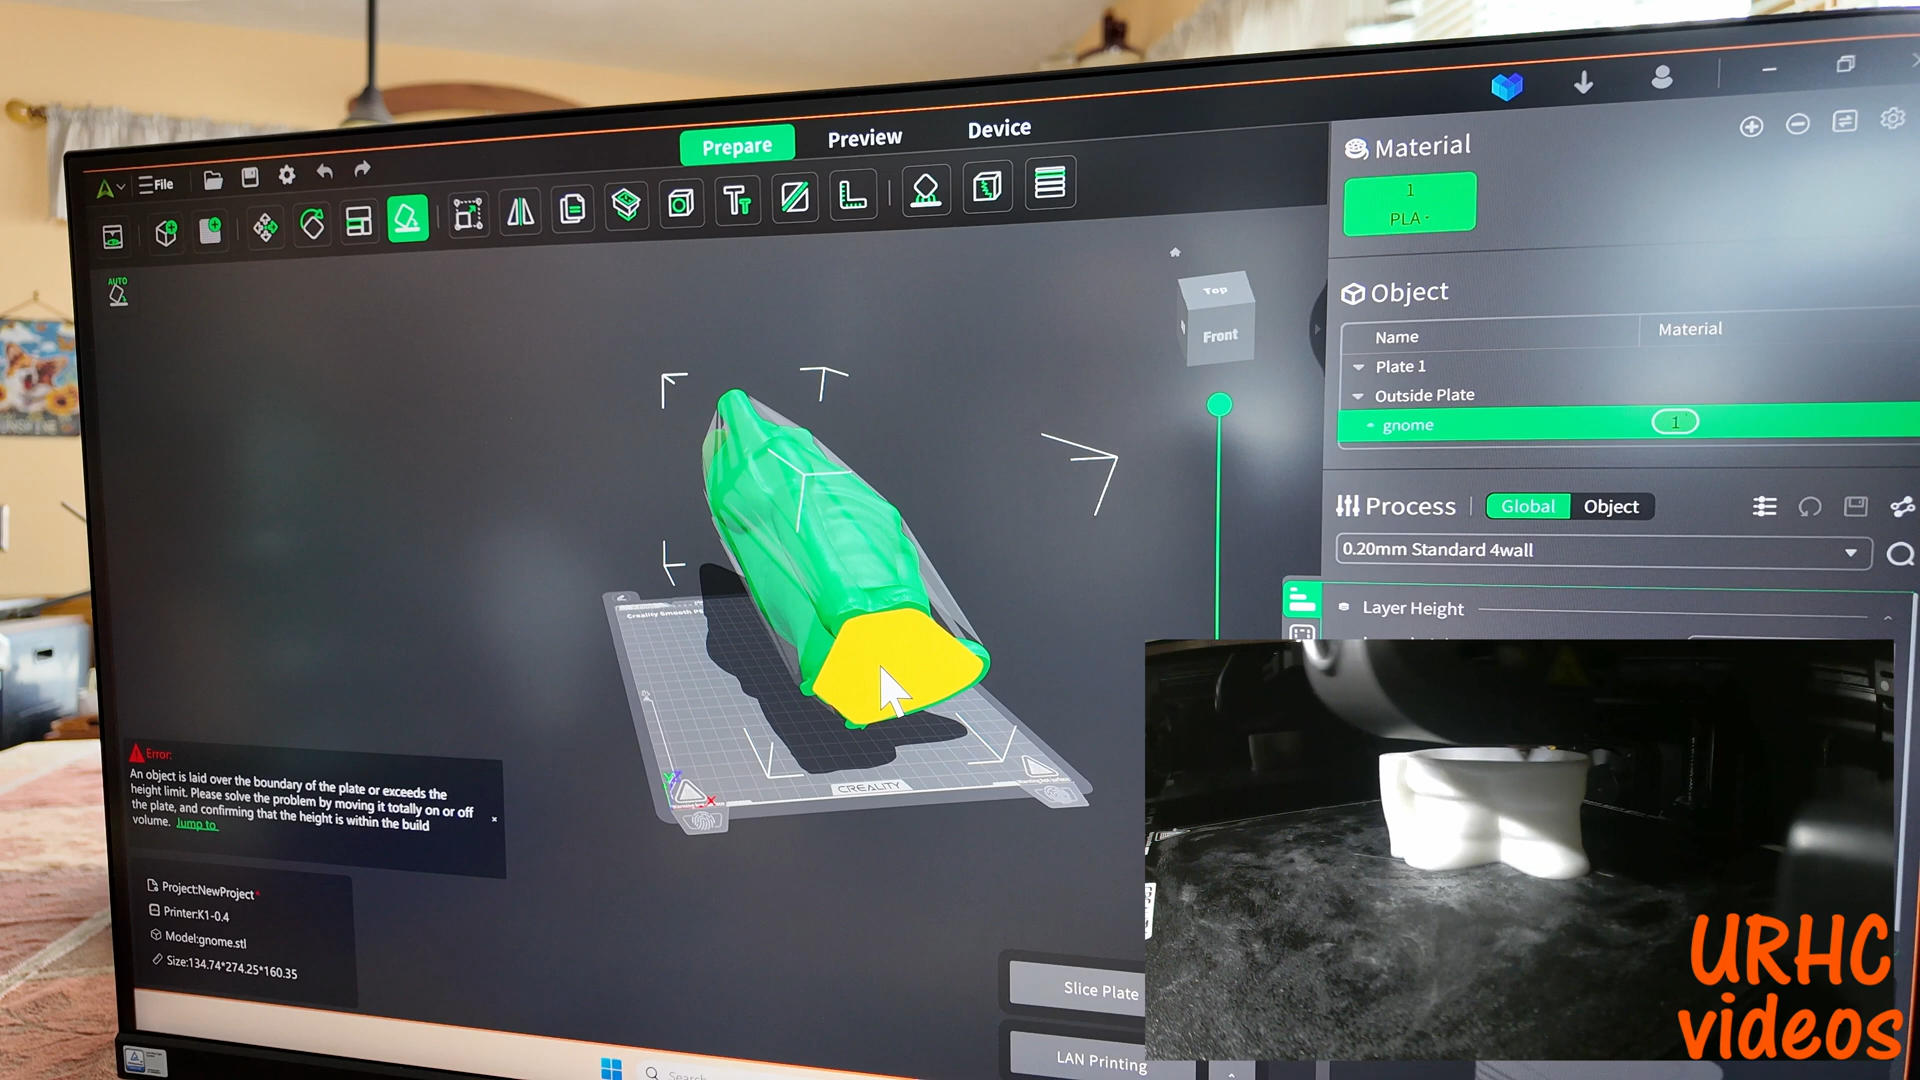 Prepare
Preview
Device
File
AUTO
Top
Front
Material
1
PLA
Object
Name
Material
Plate 1
Outside Plate
gnome
1
Process
Global
Object
0.20mm Standard 4wall
Layer Height
Creality Smooth
CREALITY
Error:
An object is laid over the boundary of the plate or exceeds the
height limit. Please solve the problem by moving it totally on or off
the plate, and confirming that the height is within the build
volume. Jump to
Project:NewProject*
Printer:K1-0.4
Model:gnome.stl
Size:134.74*274.25*160.35
Slice Plate
LAN Printing
Search
URHC
videos